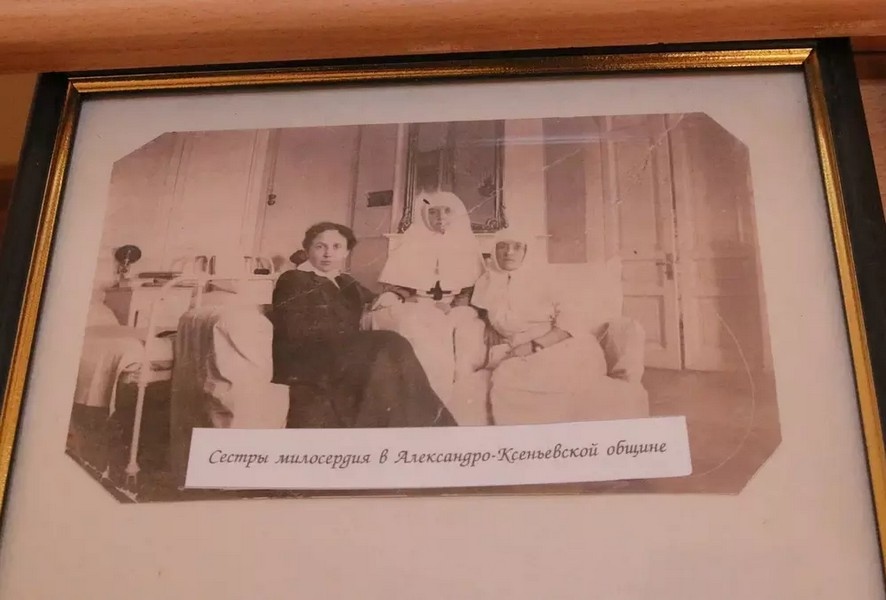 Сестры милосердия в Александро-Ксеньевской общине